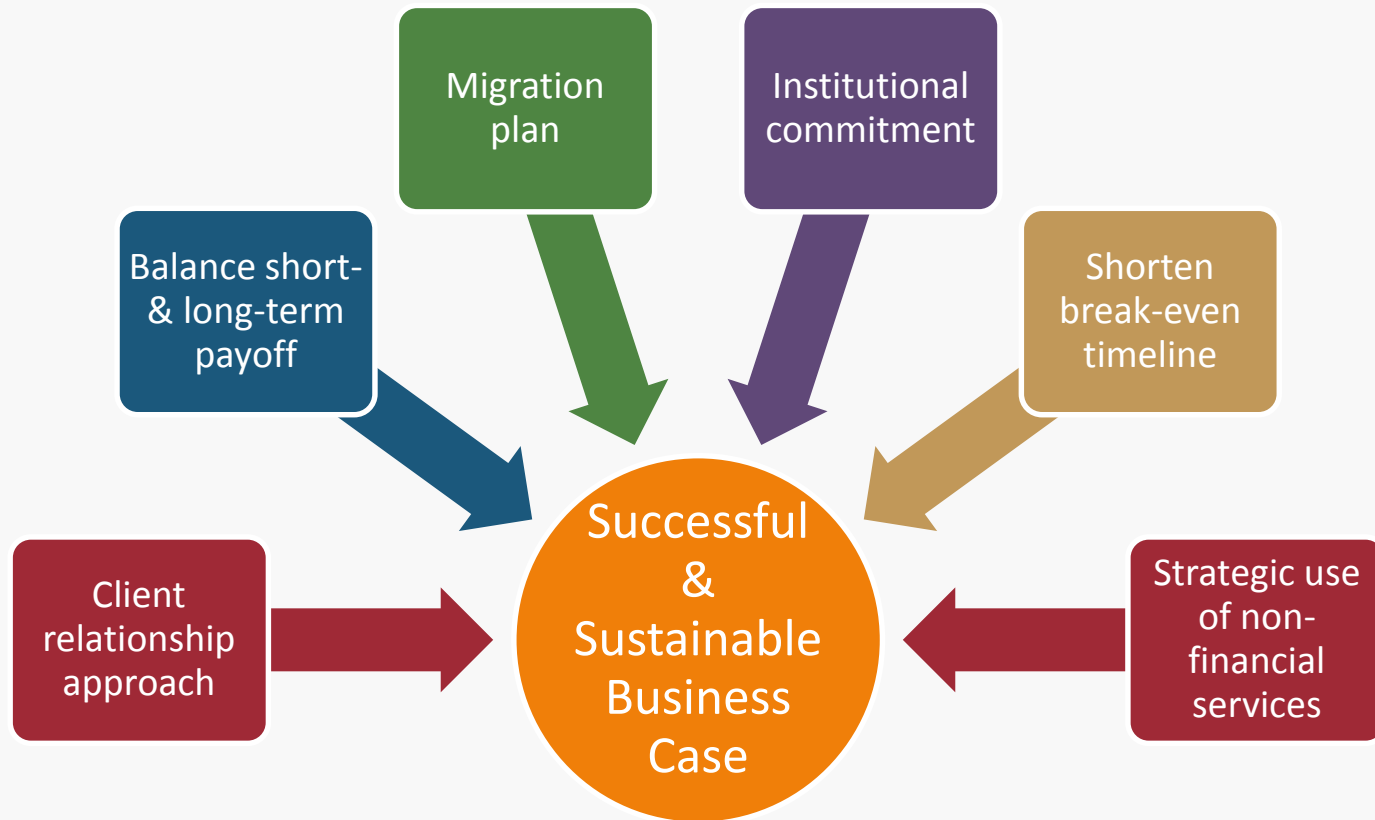 Migration
plan
Institutional
commitment
Balance short-
& long-term
payoff
Shorten
break-even
timeline
Client
relationship
approach
Successful
&
Sustainable
Business
Case
Strategic use
of non-
financial
services